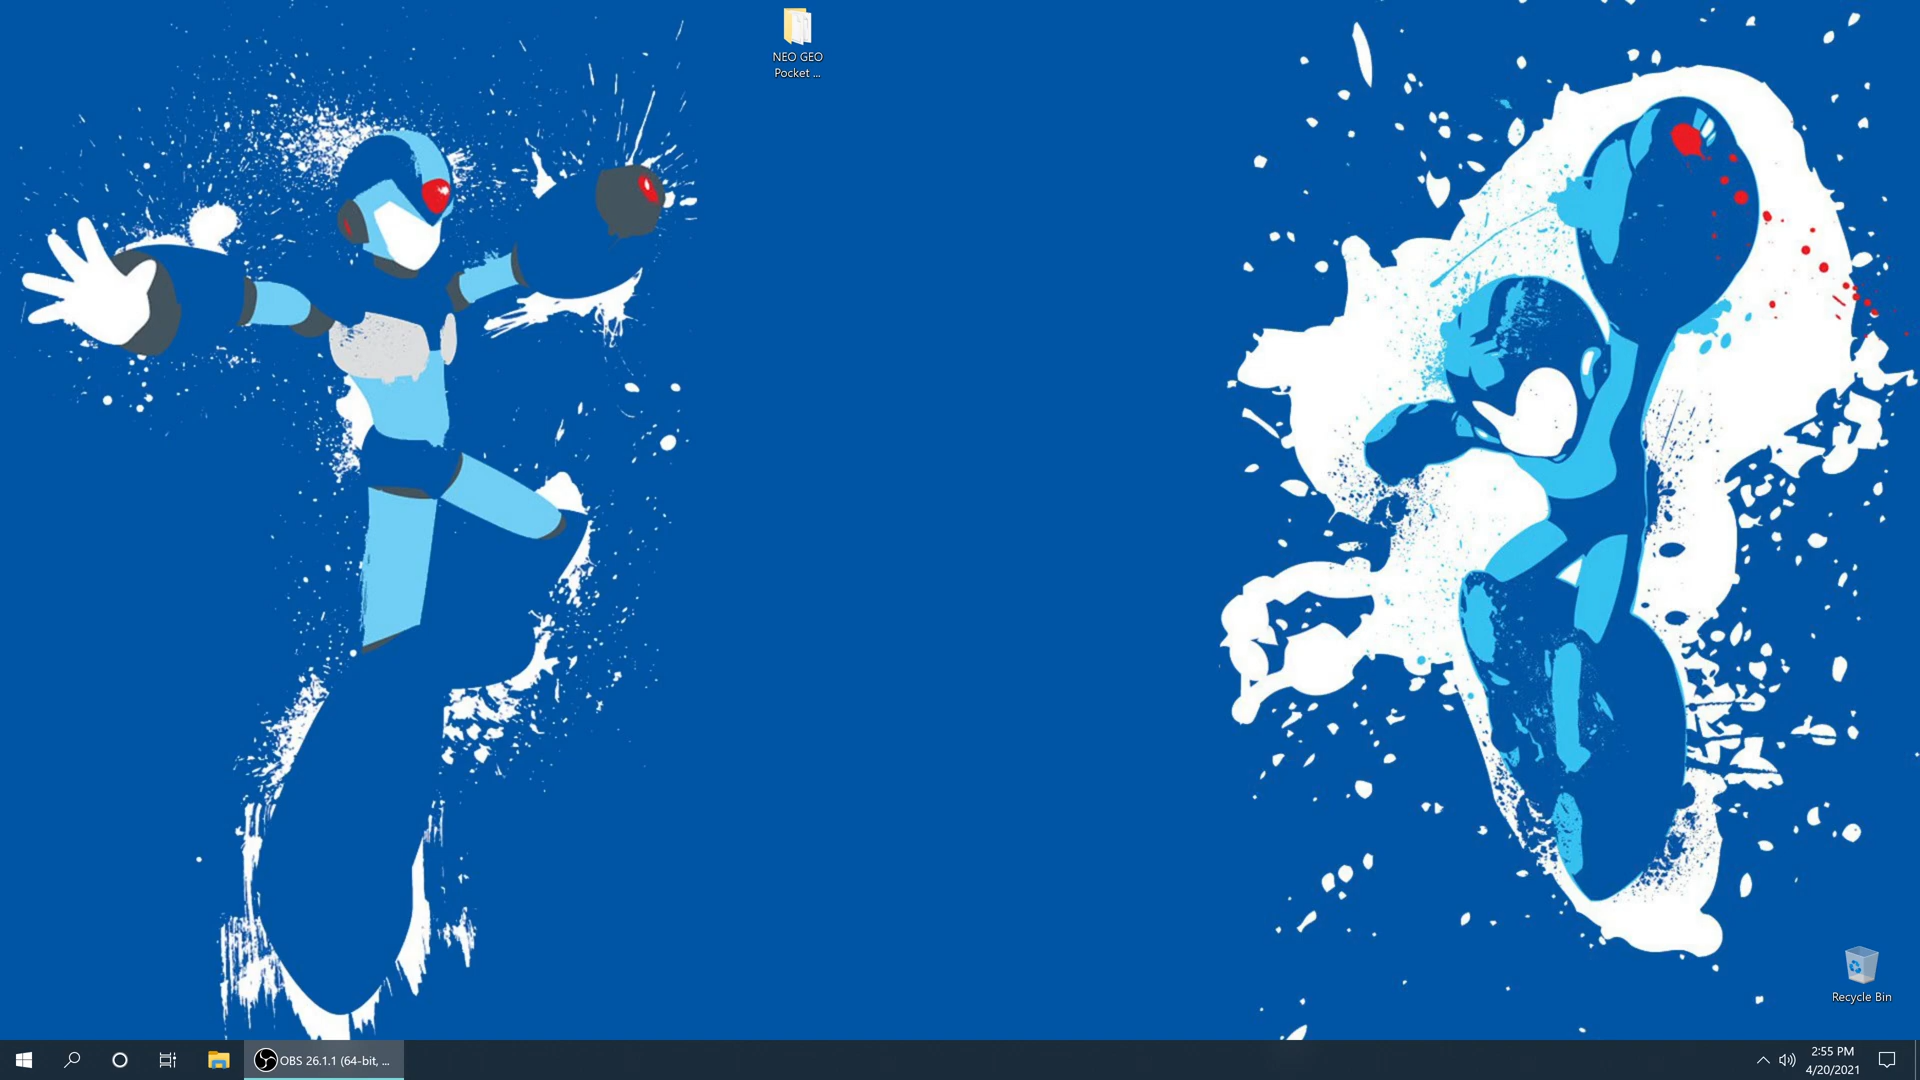 NEO GEO
Pocket ...
Recycle Bin
OBS 26.1.1 (64-bit, ...
2:55 PM
4/20/2021